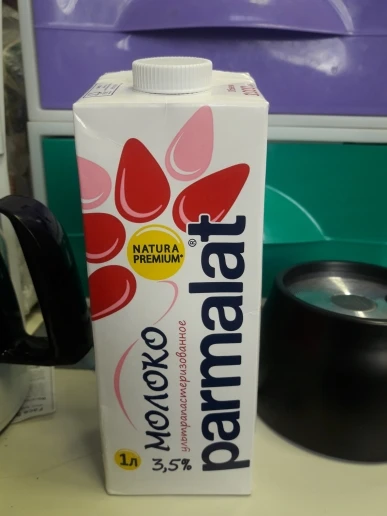 NATURA
PREMIUM*
parmalat®
МОЛОКО
ультрапастеризованное
1л
3,5%